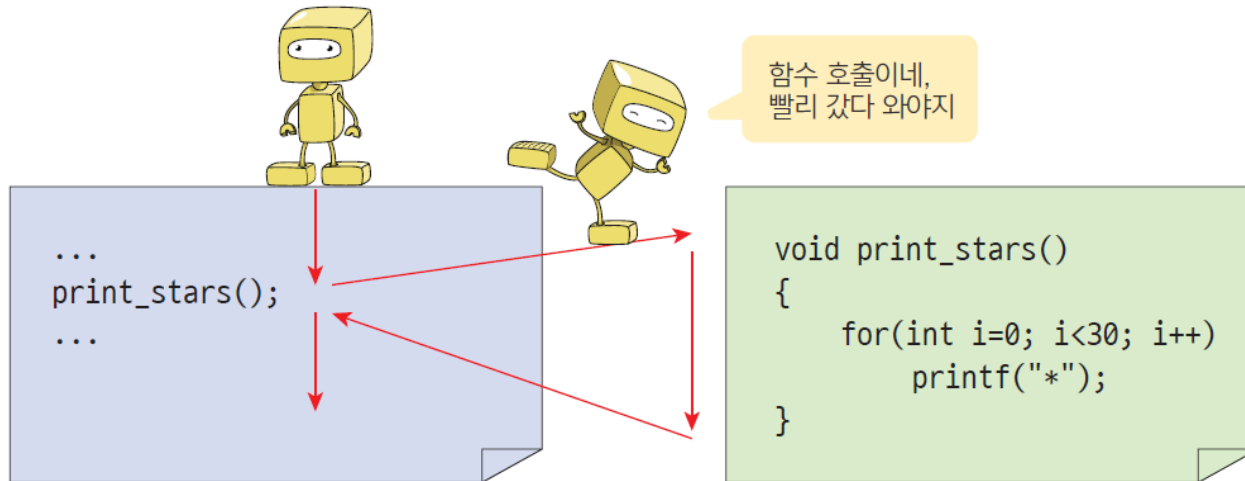 함수 호출이네,
빨리 갔다 와야지
...
print_stars();
...
void print_stars()
{
for(int i=0; i<30; i++)
printf("*");
}